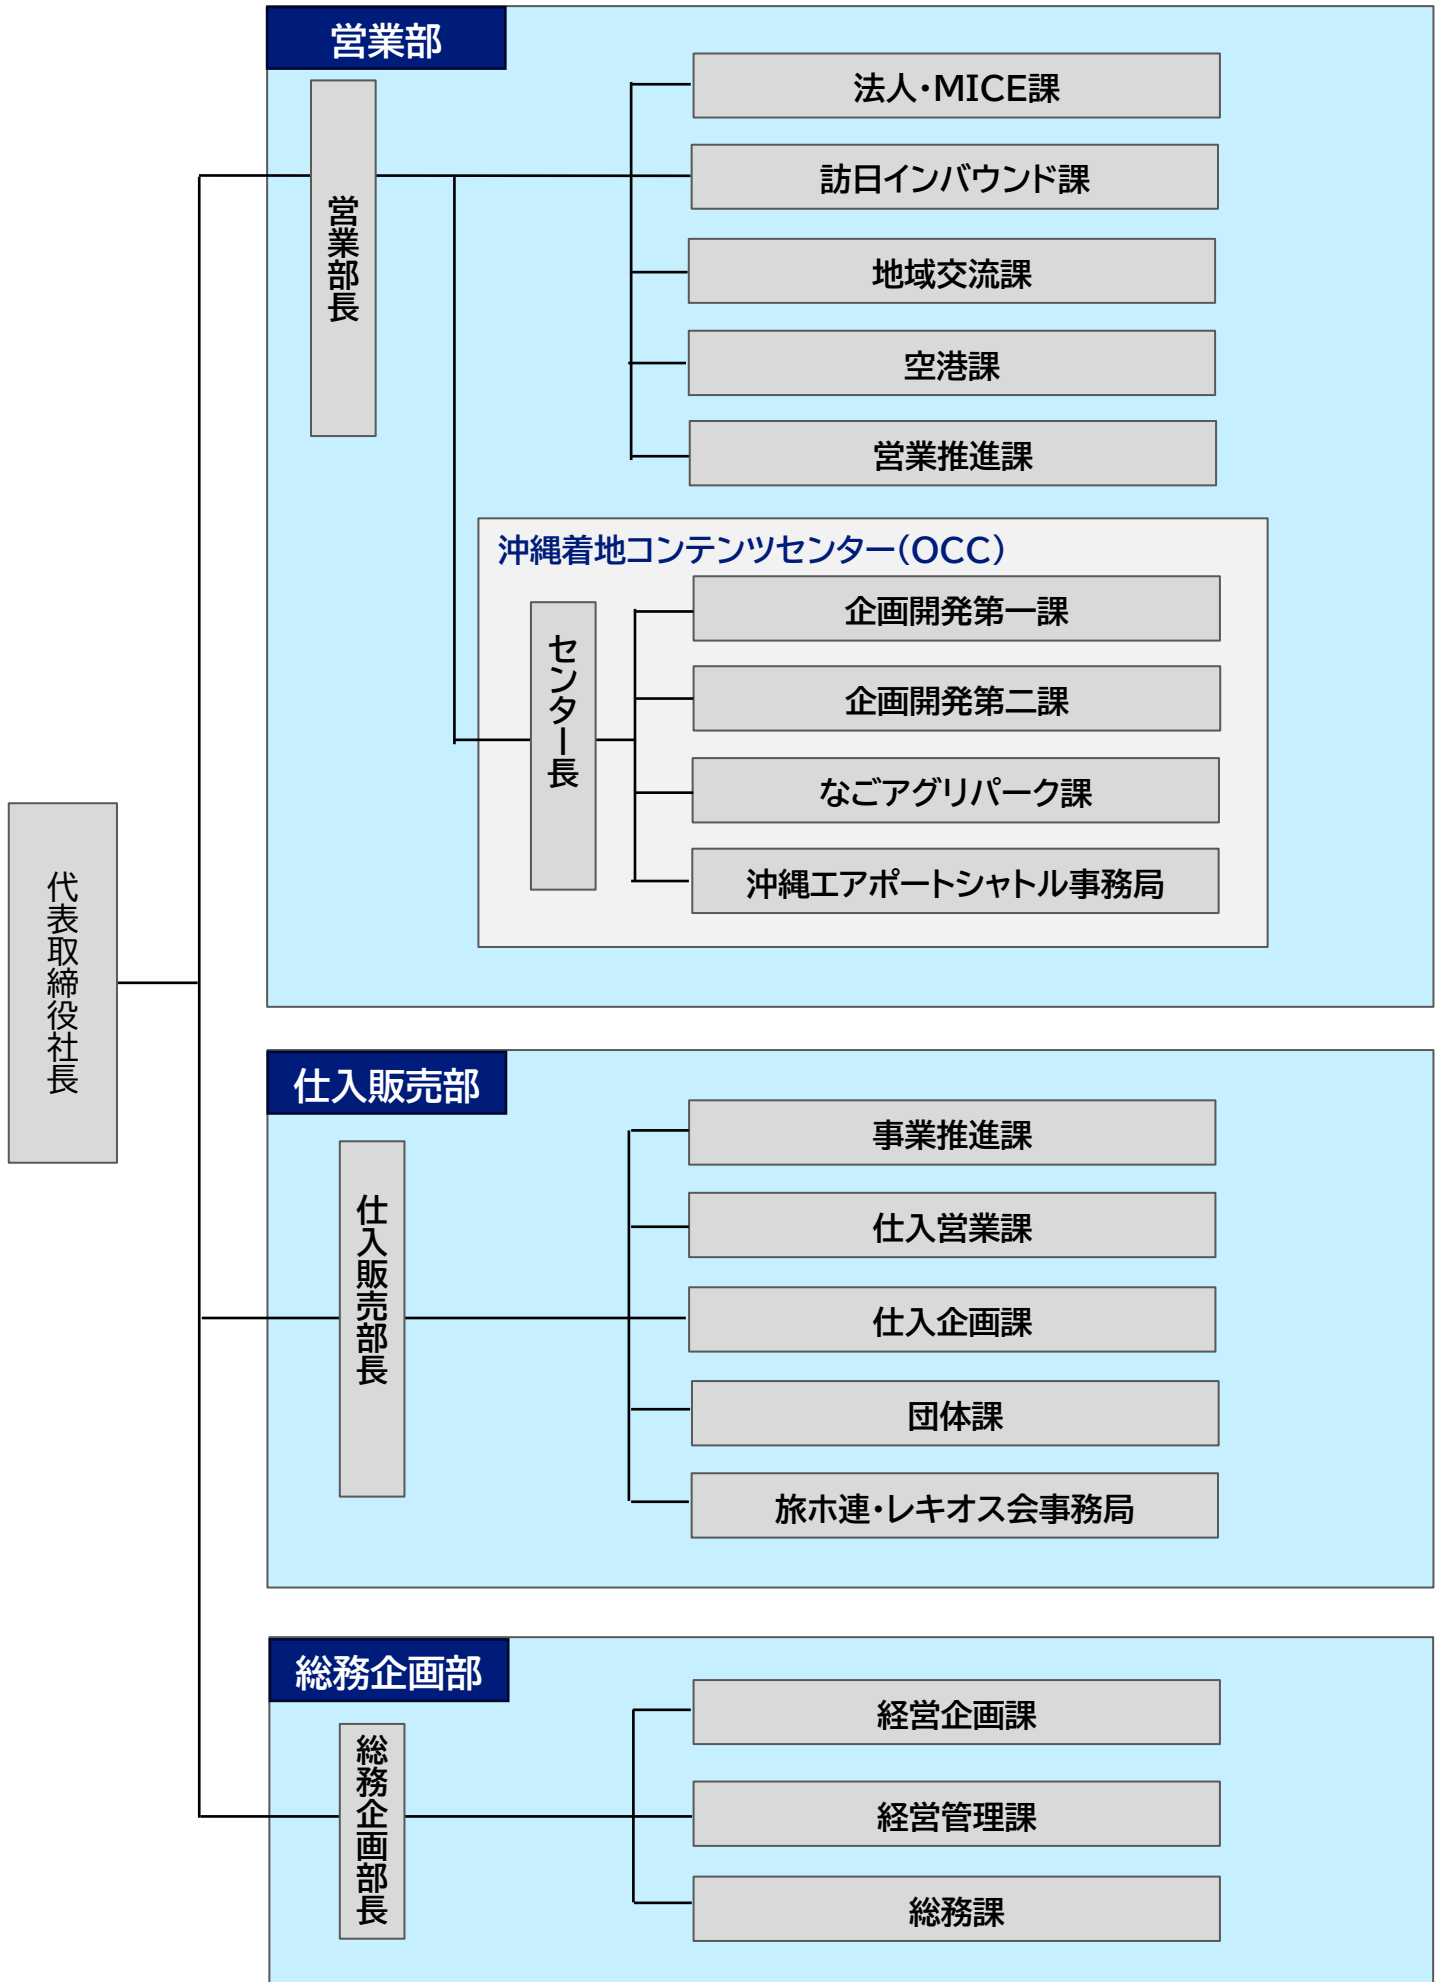 代表取締役社長
営業部
営業部長
法人・MICE課
訪日インバウンド課
地域交流課
空港課
営業推進課
沖縄着地コンテンツセンター(OCC)
センター長
企画開発第一課
企画開発第二課
なごアグリパーク課
沖縄エアポートシャトル事務局
仕入販売部
仕入販売部長
事業推進課
仕入営業課
仕入企画課
団体課
旅ホ連・レキオス会事務局
総務企画部
総務企画部長
経営企画課
経営管理課
総務課